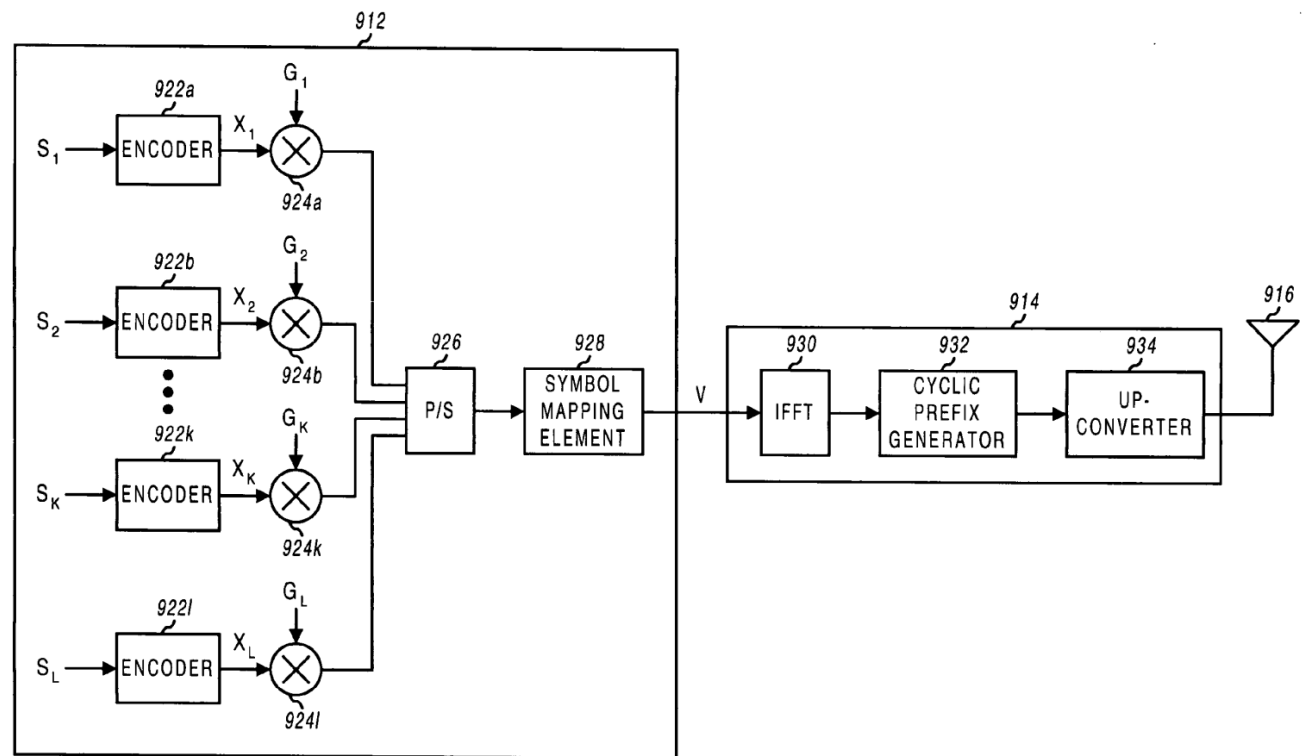 912
922a
G1
S1
ENCODER
X1
924a
922b
G2
S2
ENCODER
X2
924b
922k
GK
SK
ENCODER
XK
924k
922l
GL
SL
ENCODER
XL
924l
926
P/S
928
SYMBOL
MAPPING
ELEMENT
V
914
916
930
IFFT
932
CYCLIC
PREFIX
GENERATOR
934
UP-
CONVERTER